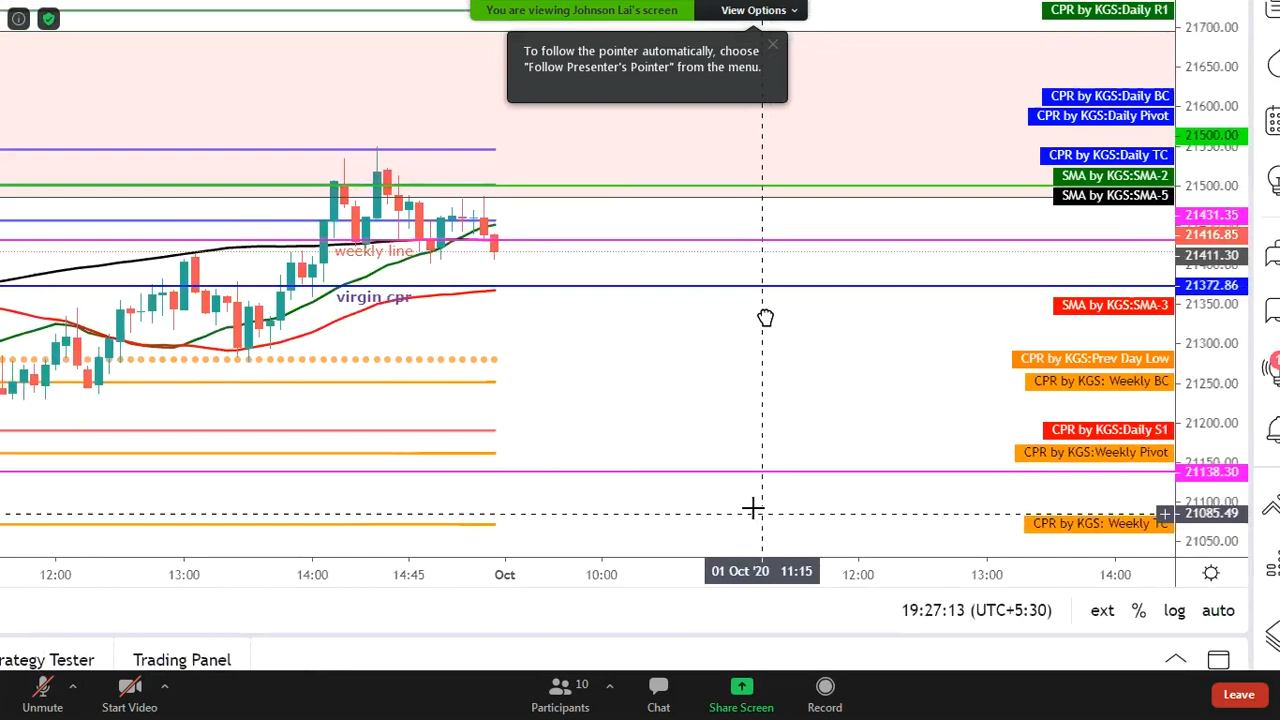 You are viewing Johnson Lai's screen
View Options
To follow the pointer automatically, choose
"Follow Presenter's Pointer" from the menu.
CPR by KGS:Daily R1
21700.00
21650.00
CPR by KGS:Daily BC
21600.00
CPR by KGS:Daily Pivot
21500.00
21550.00
CPR by KGS:Daily TC
SMA by KGS:SMA-2
21500.00
SMA by KGS:SMA-5
21431.35
21416.85
weekly line
21411.30
21400.00
21372.86
virgin cpr
SMA by KGS:SMA-3
21350.00
21300.00
CPR by KGS:Prev Day Low
CPR by KGS: Weekly BC
21250.00
21200.00
CPR by KGS:Daily S1
CPR by KGS:Weekly Pivot
21150.00
21138.30
21100.00
21085.49
CPR by KGS: Weekly TC
21050.00
12:00
13:00
14:00
14:45
Oct
10:00
01 Oct '20 11:15
12:00
13:00
14:00
19:27:13 (UTC+5:30)
ext
%
log
auto
rategy Tester
Trading Panel
Unmute
Start Video
10
Participants
Chat
Share Screen
Record
Leave